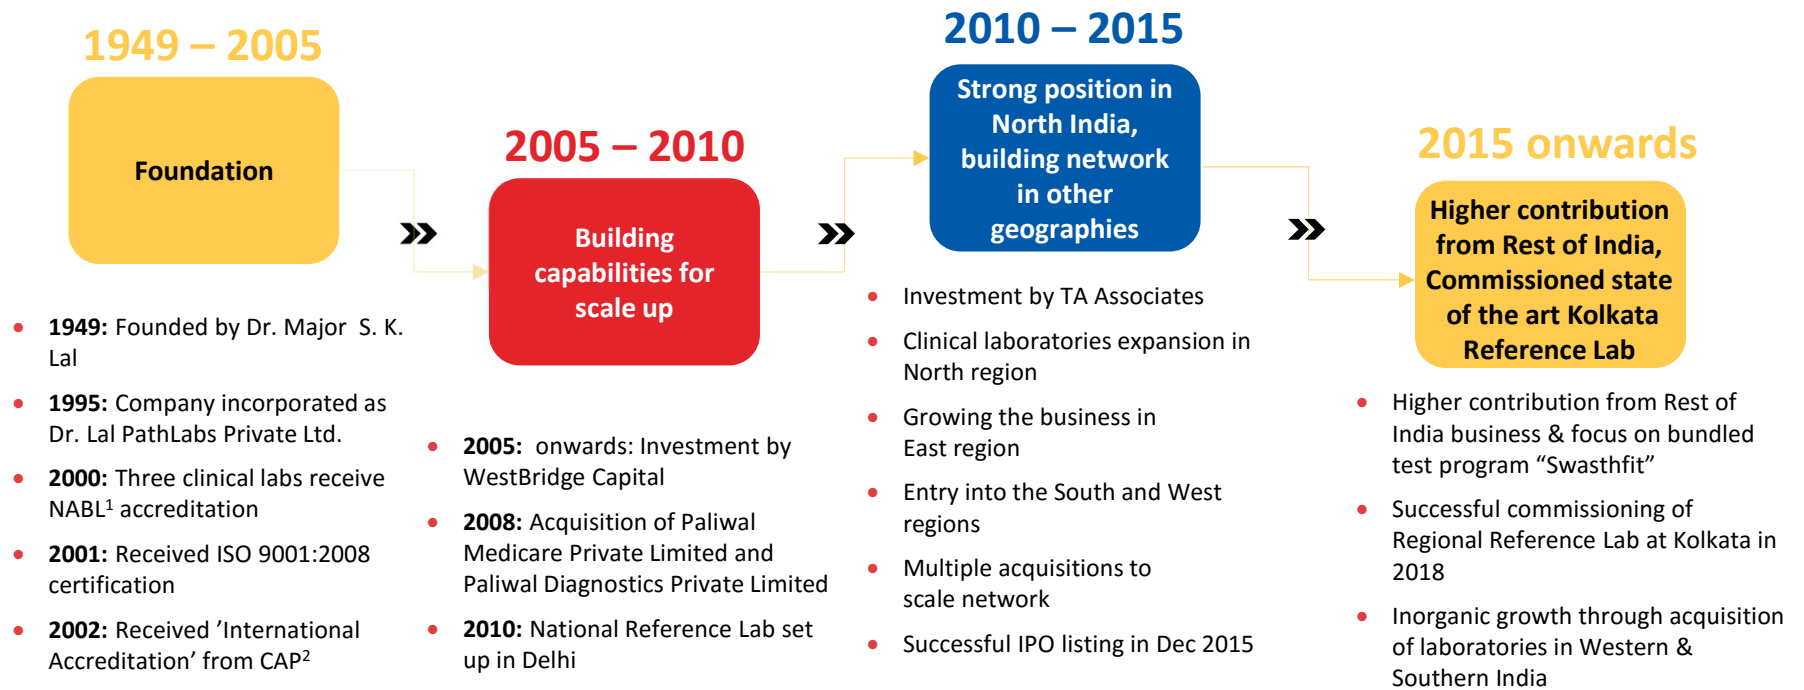 1949 – 2005
Foundation
• 1949: Founded by Dr. Major S. K.
Lal
• 1995: Company incorporated as
Dr. Lal PathLabs Private Ltd.
• 2000: Three clinical labs receive
NABL1 accreditation
• 2001: Received ISO 9001:2008
certification
• 2002: Received ’International
Accreditation’ from CAP2
2005 – 2010
Building
capabilities for
scale up
• 2005: onwards: Investment by
WestBridge Capital
• 2008: Acquisition of Paliwal
Medicare Private Limited and
Paliwal Diagnostics Private Limited
• 2010: National Reference Lab set
up in Delhi
2010 – 2015
Strong position in
North India,
building network
in other
geographies
• Investment by TA Associates
• Clinical laboratories expansion in
North region
• Growing the business in
East region
• Entry into the South and West
regions
• Multiple acquisitions to
scale network
• Successful IPO listing in Dec 2015
2015 onwards
Higher contribution
from Rest of India,
Commissioned state
of the art Kolkata
Reference Lab
• Higher contribution from Rest of
India business & focus on bundled
test program “Swasthfit”
• Successful commissioning of
Regional Reference Lab at Kolkata in
2018
• Inorganic growth through acquisition
of laboratories in Western &
Southern India